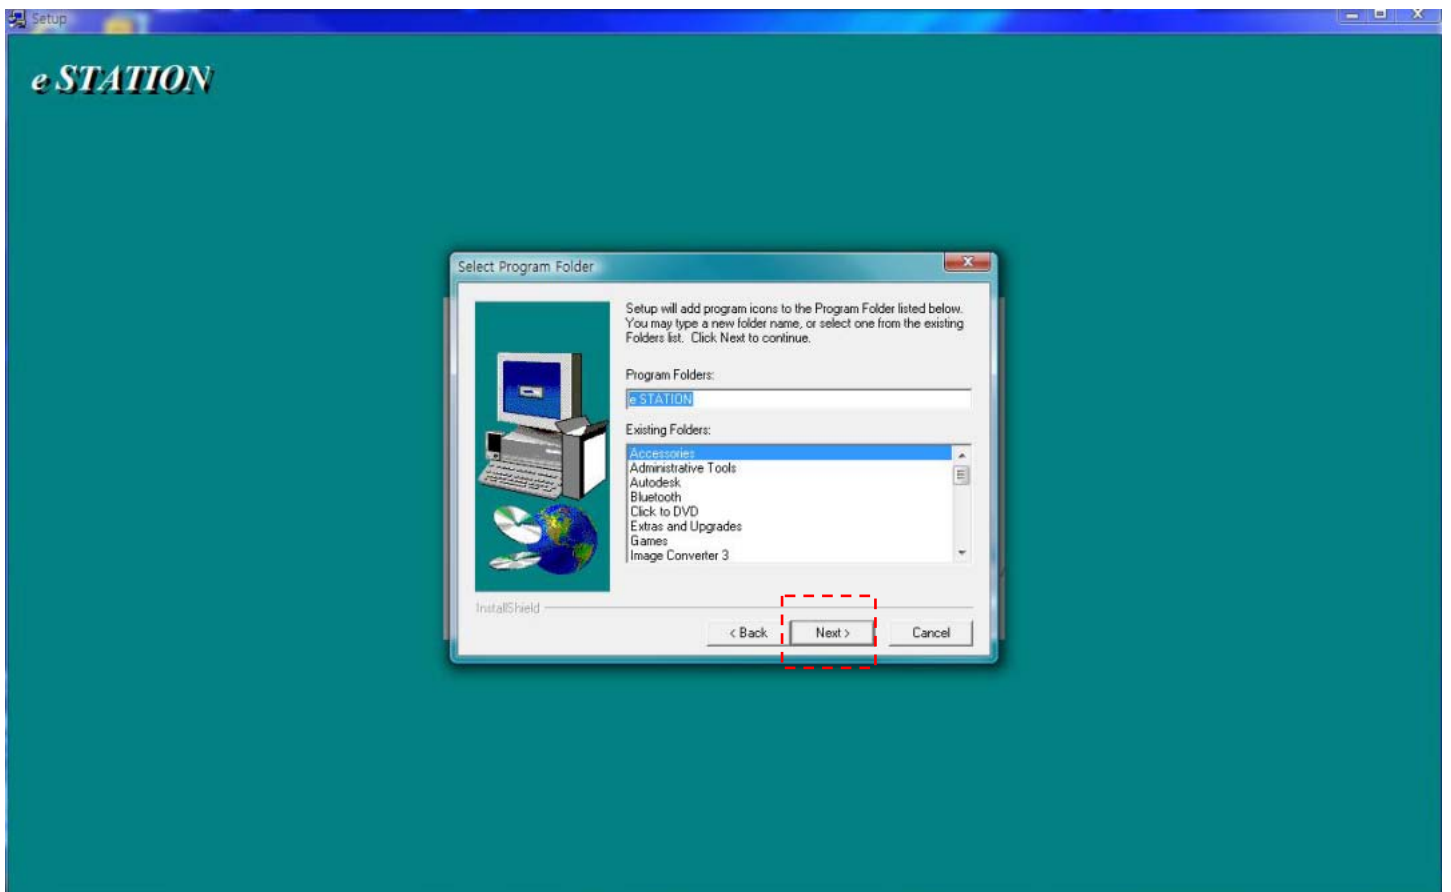 Setup
e STATION
Select Program Folder
Setup will add program icons to the Program Folder listed below.
You may type a new folder name, or select one from the existing
Folders list. Click Next to continue.
Program Folders:
e STATION
Existing Folders:
Accessories
Administrative Tools
Autodesk
Bluetooth
Click to DVD
Extras and Upgrades
Games
Image Converter 3
InstallShield
< Back Next > Cancel